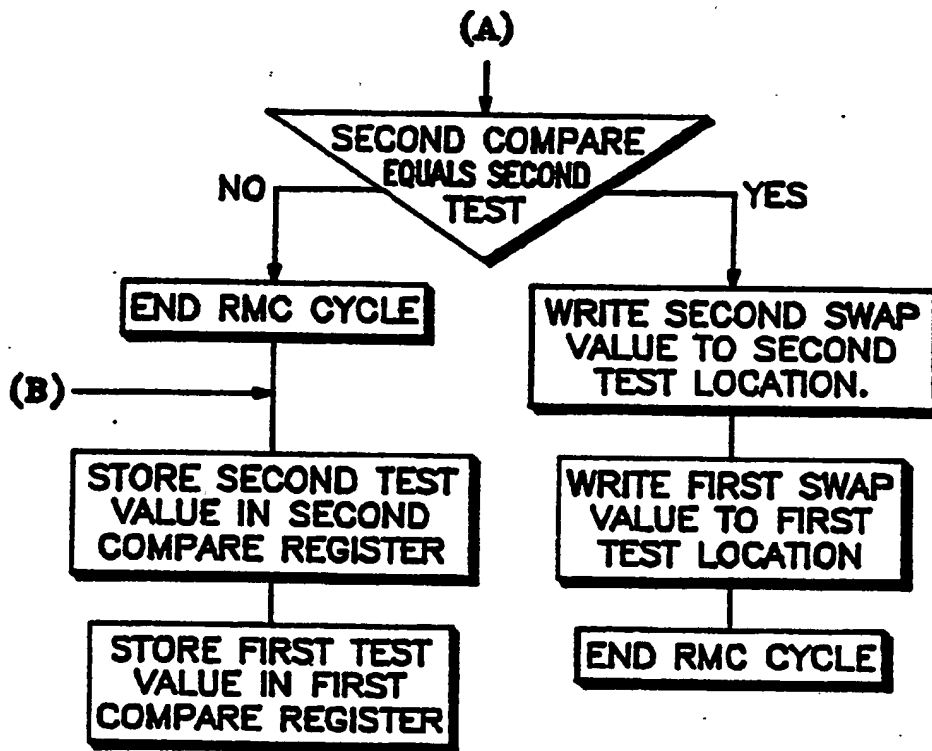 (A)
SECOND COMPARE
EQUALS SECOND
TEST
NO
YES
END RMC CYCLE
WRITE SECOND SWAP
VALUE TO SECOND
TEST LOCATION.
(B)
STORE SECOND TEST
VALUE IN SECOND
COMPARE REGISTER
WRITE FIRST SWAP
VALUE TO FIRST
TEST LOCATION
STORE FIRST TEST
VALUE IN FIRST
COMPARE REGISTER
END RMC CYCLE